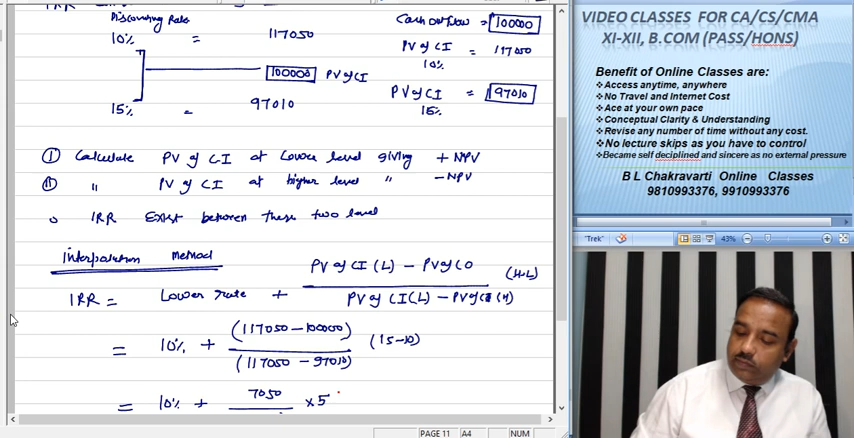 IRR
Discounting Rate
Cash outflow = 100000
10% = 117050
PV of CI = 117050
10%
100000 PV of CI
PV of CI = 97010
15%
15% = 97010
(I) Calculate PV of CI at Lower level giving + NPV
(II) " PV of CI at higher level " - NPV
IRR Exist between these two level
Interpolation Method
IRR = Lower rate + PV of CI (L) - PV of CO (H-L)
PV of CI (L) - PV of CI (H)
= 10% + (117050 - 100000) (15-10)
(117050 - 97010)
= 10% + 7050 × 5
PAGE 11 A4 NUM
VIDEO CLASSES FOR CA/CS/CMA
XI-XII, B.COM (PASS/HONS)
Benefit of Online Classes are:
❖Access anytime, anywhere
❖No Travel and Internet Cost
❖Ace at your own pace
❖Conceptual Clarity & Understanding
❖Revise any number of time without any cost.
❖No lecture skips as you have to control
❖Became self deciplined and sincere as no external pressure
B L Chakravarti Online Classes
9810993376, 9910993376
"Trek" 43%